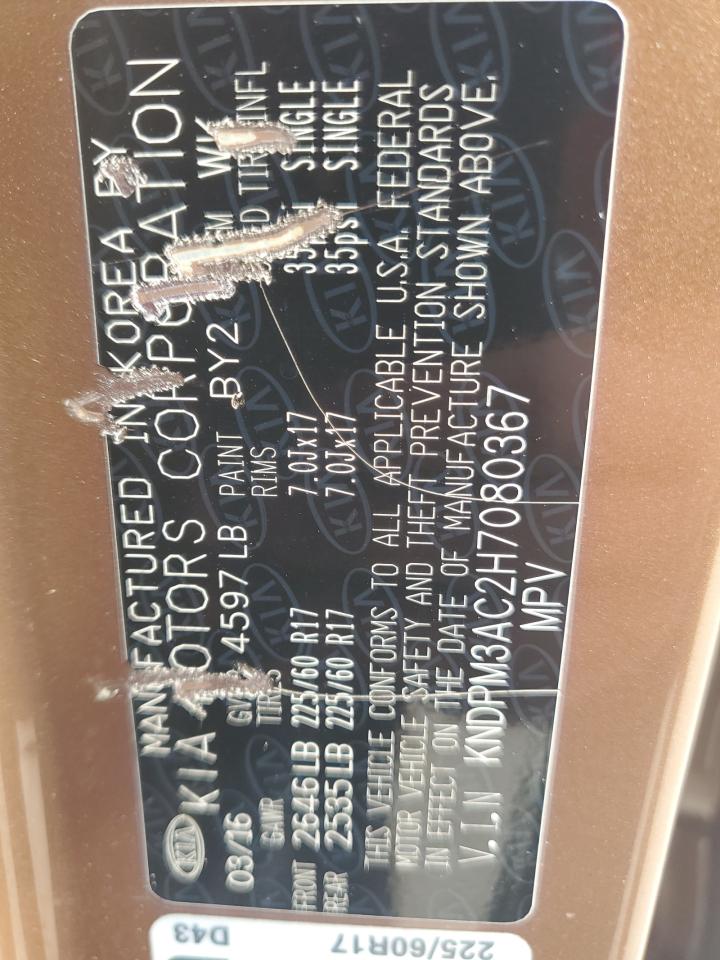 KIA
MANUFACTURED IN KOREA BY
KIA MOTORS CORPORATION
03/16 GVWR 4597 LB PAINT BY2
GAWR TIRES RIMS COLD TIRE INFL
FRONT 2646LB 225/60 R17 7.0Jx17 35psi SINGLE
REAR 2535LB 225/60 R17 7.0Jx17 35psi SINGLE
THIS VEHICLE CONFORMS TO ALL APPLICABLE U.S.A. FEDERAL
MOTOR VEHICLE SAFETY AND THEFT PREVENTION STANDARDS
IN EFFECT ON THE DATE OF MANUFACTURE SHOWN ABOVE.
V.I.N KNDPM3AC2H7080367
MPV
225/60R17
D43